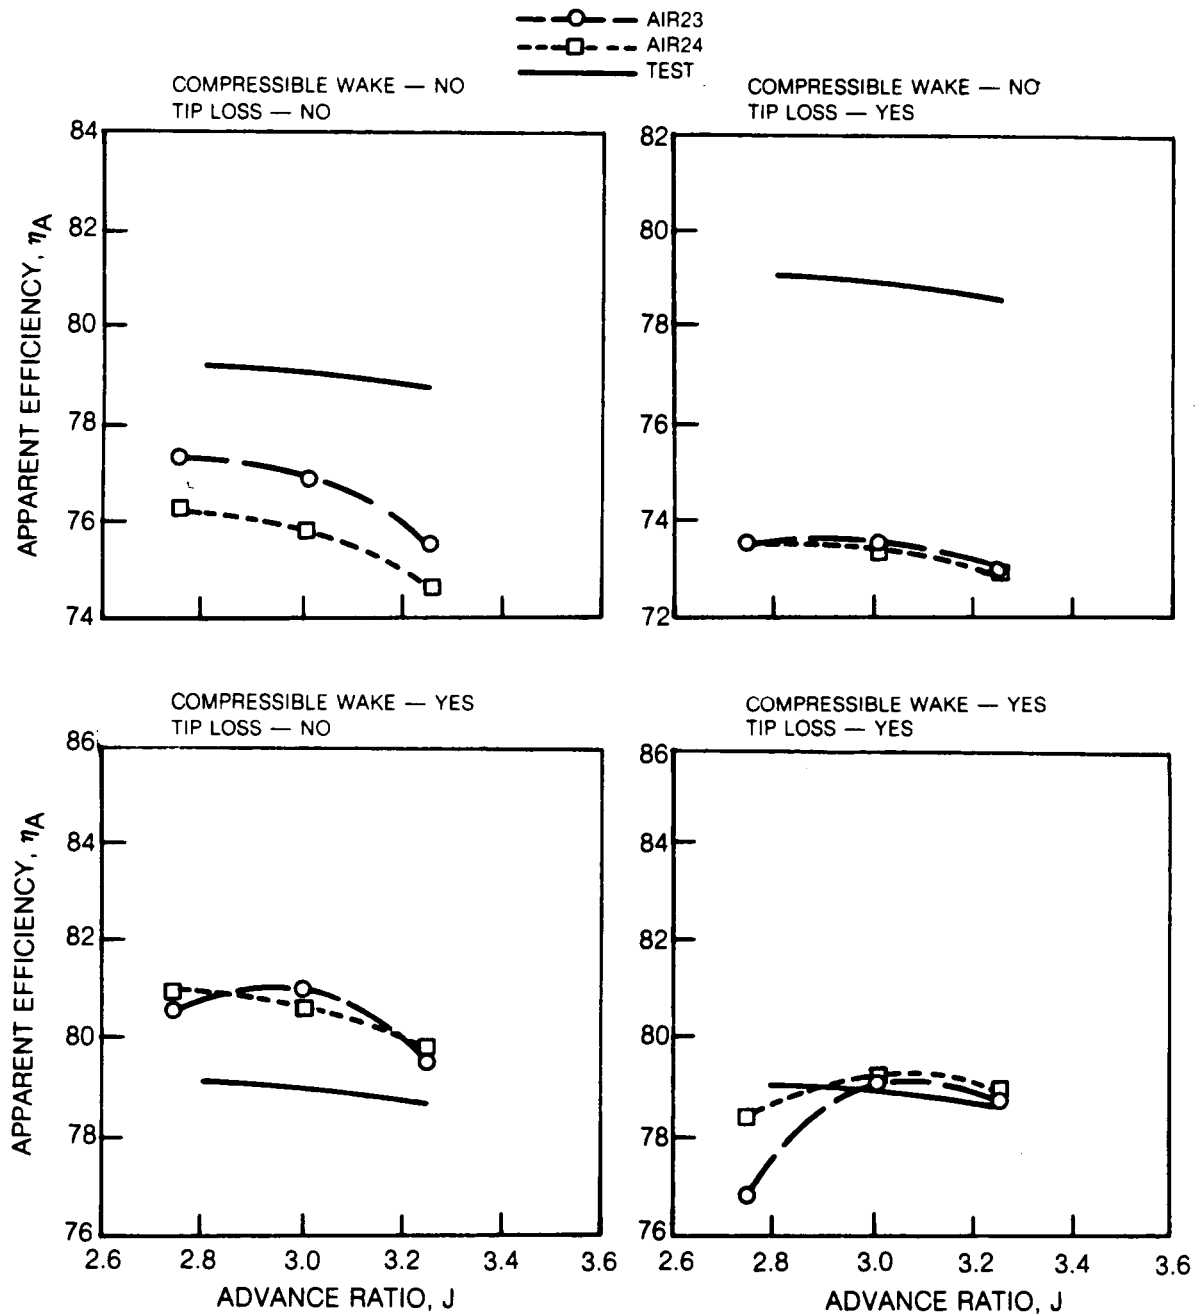 AIR23
AIR24
TEST
COMPRESSIBLE WAKE — NO
TIP LOSS — NO
COMPRESSIBLE WAKE — NO
TIP LOSS — YES
84
82
80
78
76
74
APPARENT EFFICIENCY, ηA
82
80
78
76
74
72
COMPRESSIBLE WAKE — YES
TIP LOSS — NO
COMPRESSIBLE WAKE — YES
TIP LOSS — YES
86
84
82
80
78
76
APPARENT EFFICIENCY, ηA
2.6 2.8 3.0 3.2 3.4 3.6
ADVANCE RATIO, J
86
84
82
80
78
76
2.6 2.8 3.0 3.2 3.4 3.6
ADVANCE RATIO, J